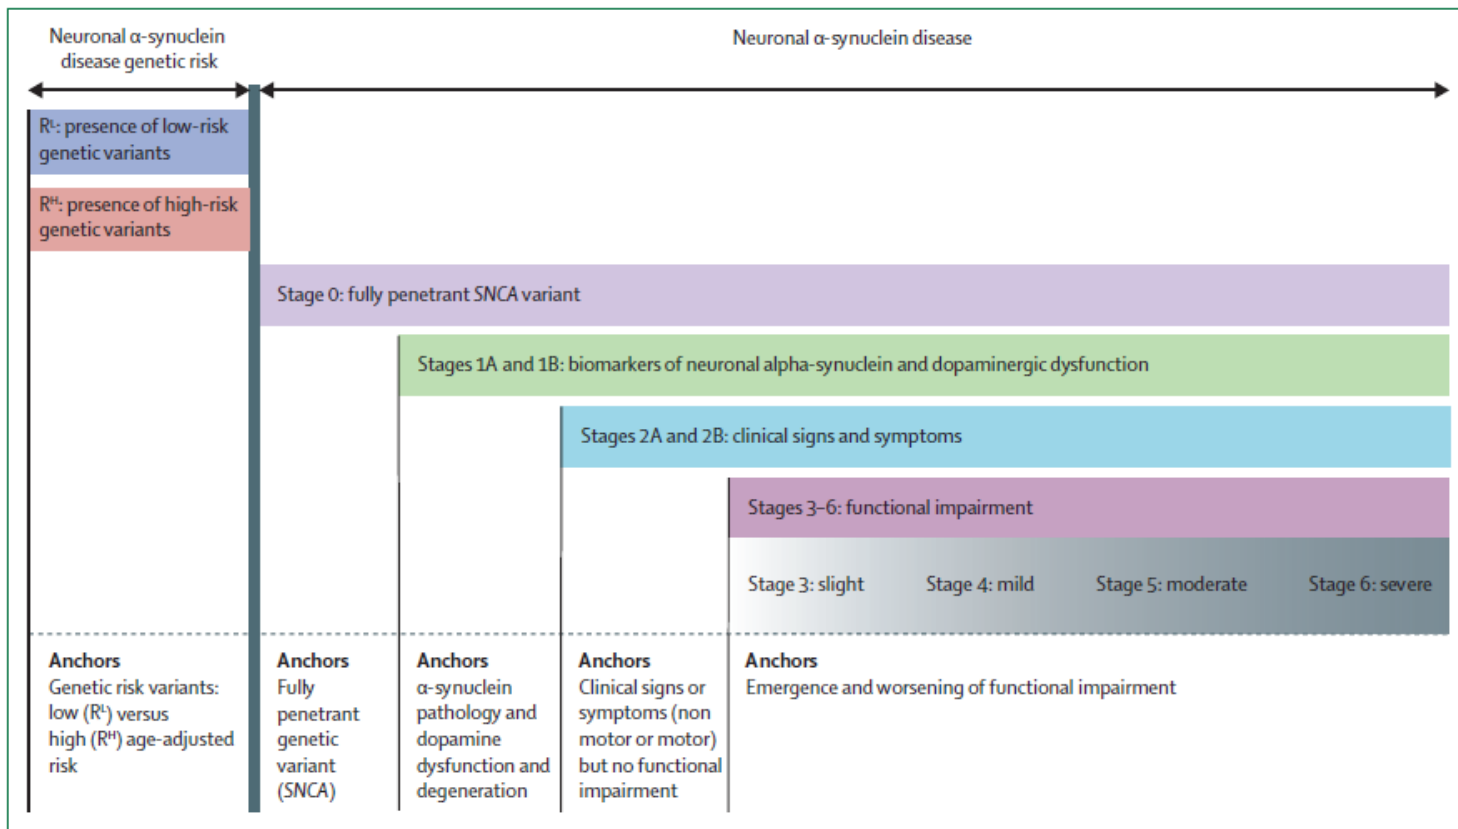 Neuronal α-synuclein
disease genetic risk
Neuronal α-synuclein disease
Rᴸ: presence of low-risk
genetic variants
Rᴴ: presence of high-risk
genetic variants
Stage 0: fully penetrant SNCA variant
Stages 1A and 1B: biomarkers of neuronal alpha-synuclein and dopaminergic dysfunction
Stages 2A and 2B: clinical signs and symptoms
Stages 3–6: functional impairment
Stage 3: slight
Stage 4: mild
Stage 5: moderate
Stage 6: severe
Anchors
Genetic risk variants:
low (Rᴸ) versus
high (Rᴴ) age-adjusted
risk
Anchors
Fully
penetrant
genetic
variant
(SNCA)
Anchors
α-synuclein
pathology and
dopamine
dysfunction and
degeneration
Anchors
Clinical signs or
symptoms (non
motor or motor)
but no functional
impairment
Anchors
Emergence and worsening of functional impairment